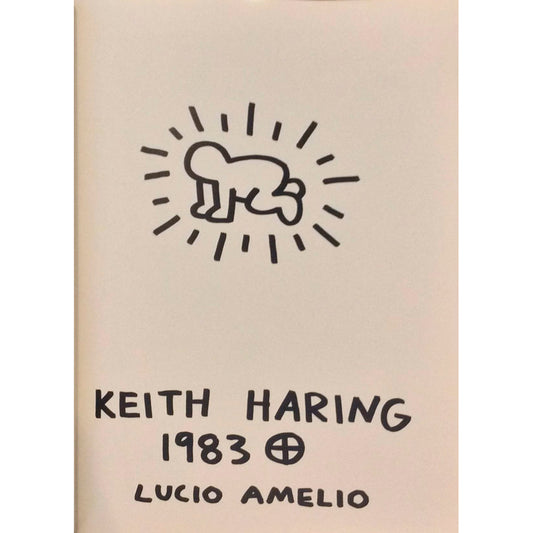 KEITH HARING
1983
LUCIO AMELIO